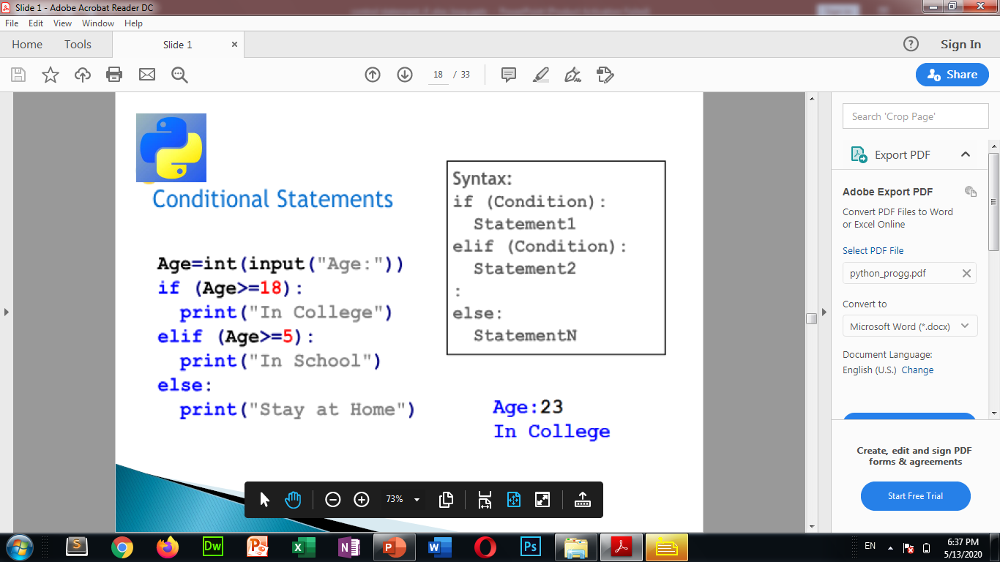 Slide 1 - Adobe Acrobat Reader DC
File Edit View Window Help
Home Tools Slide 1 Sign In
18 / 33
Share
Conditional Statements
Age=int(input("Age:"))
if (Age>=18):
print("In College")
elif (Age>=5):
print("In School")
else:
print("Stay at Home")
Syntax:
if (Condition):
Statement1
elif (Condition):
Statement2
:
else:
StatementN
Age:23
In College
73%
Search 'Crop Page'
Export PDF
Adobe Export PDF
Convert PDF Files to Word
or Excel Online
Select PDF File
python_progg.pdf
Convert to
Microsoft Word (*.docx)
Document Language:
English (U.S.) Change
Create, edit and sign PDF
forms & agreements
Start Free Trial
S Dw P X N P W Ps
EN
6:37 PM
5/13/2020